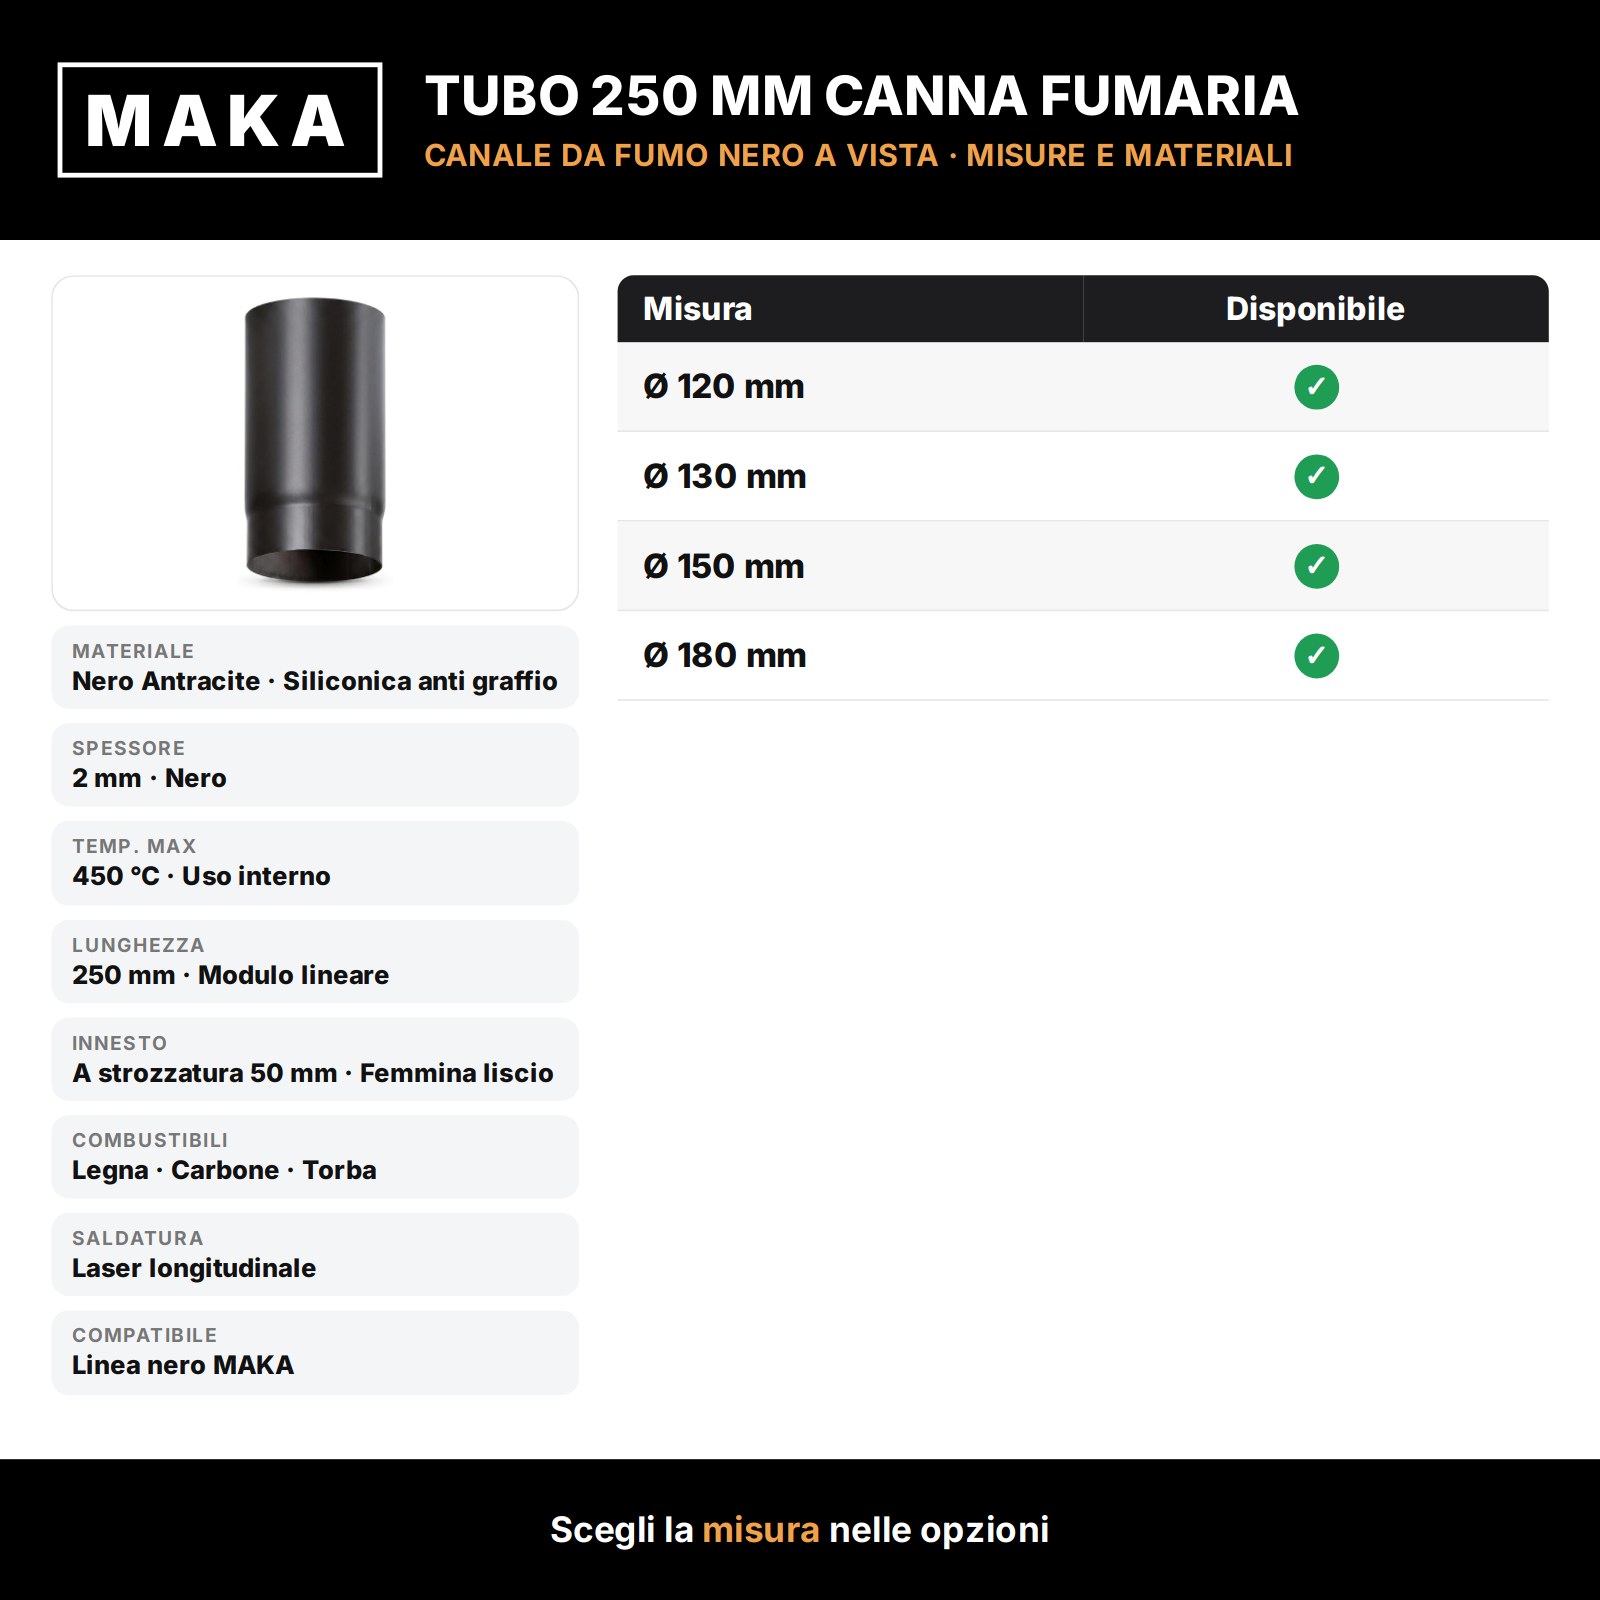 MAKA
TUBO 250 MM CANNA FUMARIA
CANALE DA FUMO NERO A VISTA · MISURE E MATERIALI
MATERIALE
Nero Antracite · Siliconica anti graffio
SPESSORE
2 mm · Nero
TEMP. MAX
450 °C · Uso interno
LUNGHEZZA
250 mm · Modulo lineare
INNESTO
A strozzatura 50 mm · Femmina liscio
COMBUSTIBILI
Legna · Carbone · Torba
SALDATURA
Laser longitudinale
COMPATIBILE
Linea nero MAKA
Misura Disponibile
Ø 120 mm ✓
Ø 130 mm ✓
Ø 150 mm ✓
Ø 180 mm ✓
Scegli la misura nelle opzioni